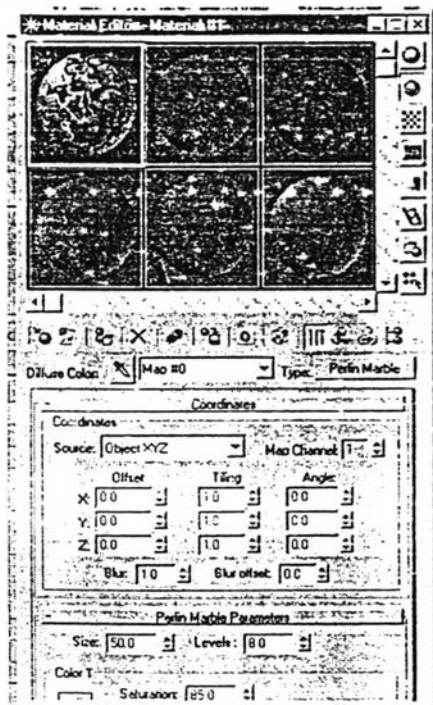 Material Editor - Material #1
Diffuse Color: Map #0 Type: Perlin Marble
Coordinates
Coordinates
Source: Object XYZ Map Channel: 1
Offset Tiling Angle:
X: 0.0 1.0 0.0
Y: 0.0 1.0 0.0
Z: 0.0 1.0 0.0
Blur: 1.0 Blur offset: 0.0
Perlin Marble Parameters
Size: 50.0 Levels: 8.0
Color 1
Saturation: 85.0